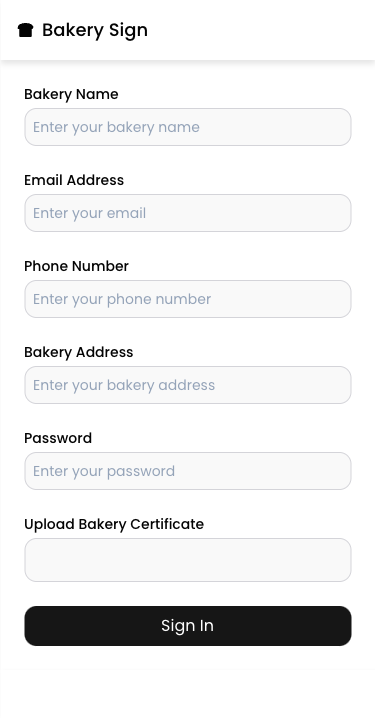 ☎ Bakery Sign
Bakery Name
Enter your bakery name
Email Address
Enter your email
Phone Number
Enter your phone number
Bakery Address
Enter your bakery address
Password
Enter your password
Upload Bakery Certificate
Sign In